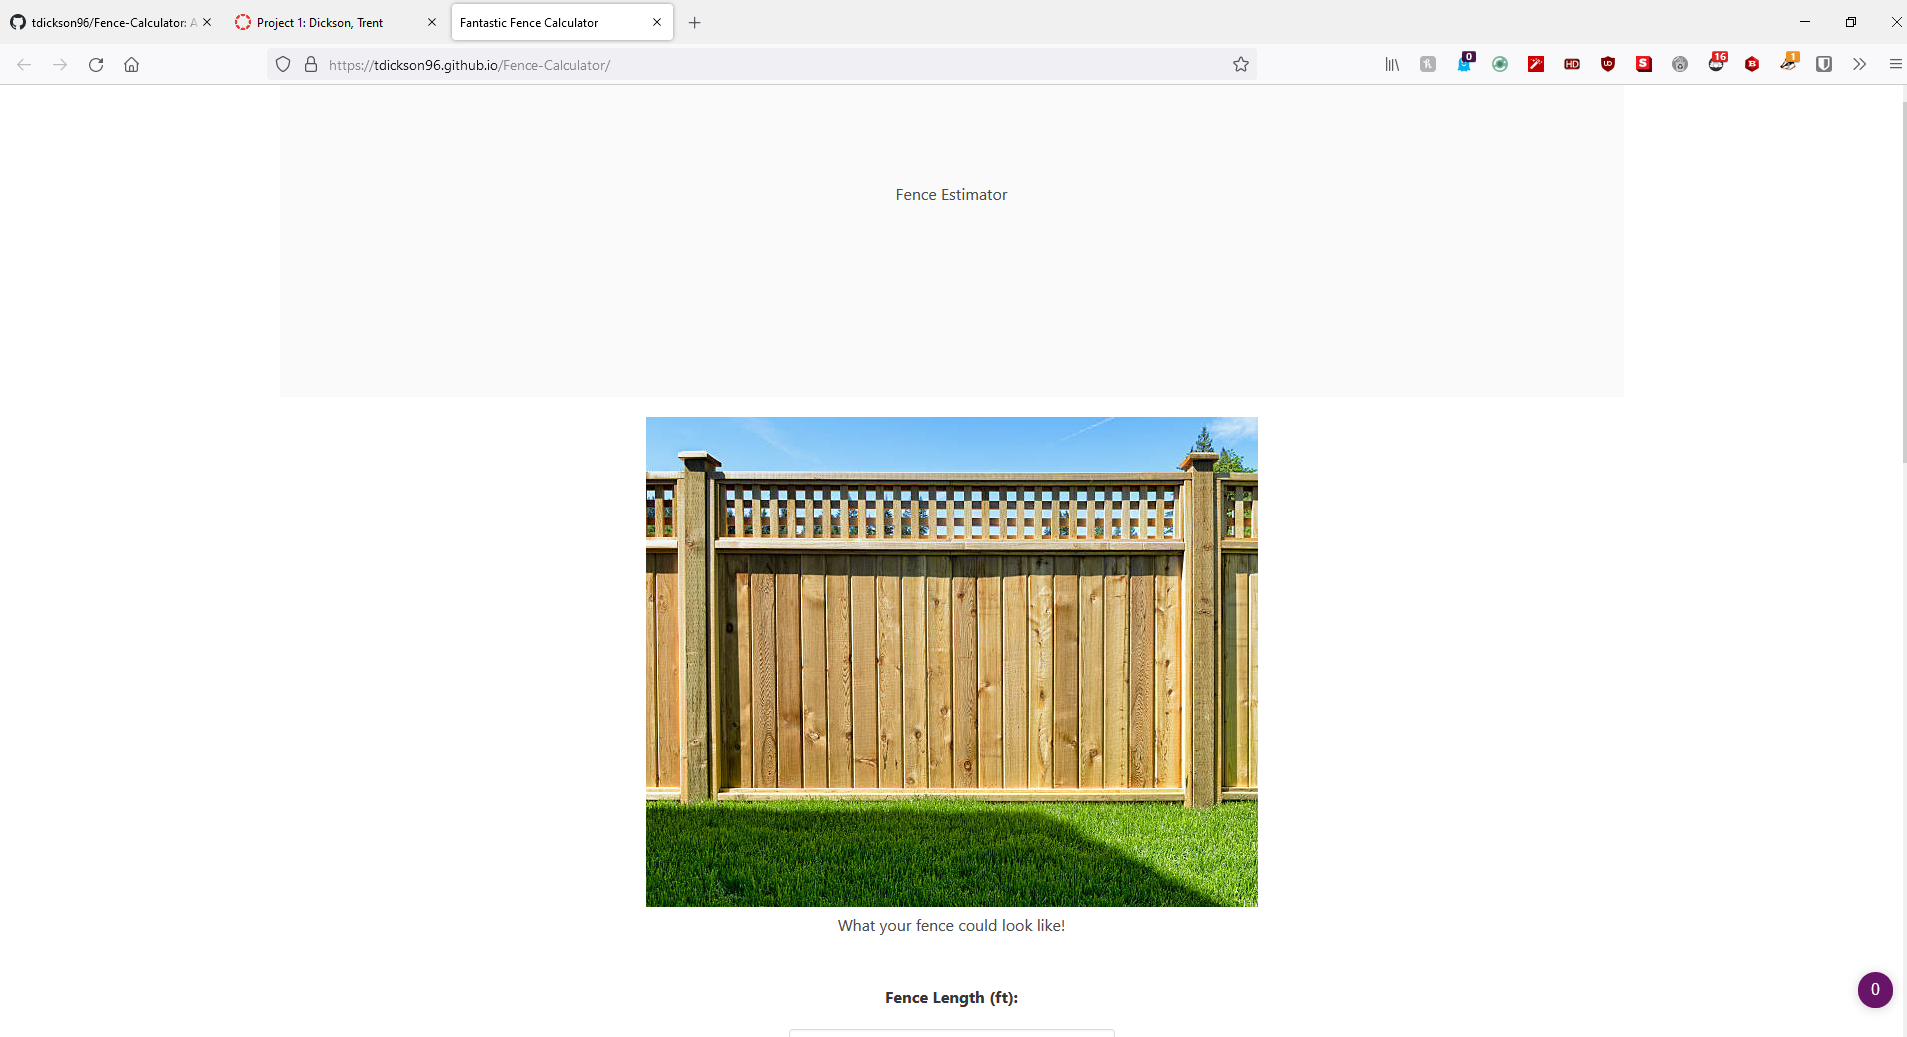 tdickson96/Fence-Calculator: A
Project 1: Dickson, Trent
Fantastic Fence Calculator
https://tdickson96.github.io/Fence-Calculator/
0
HD
UD
S
16
B
1
Fence Estimator
What your fence could look like!
Fence Length (ft):
0